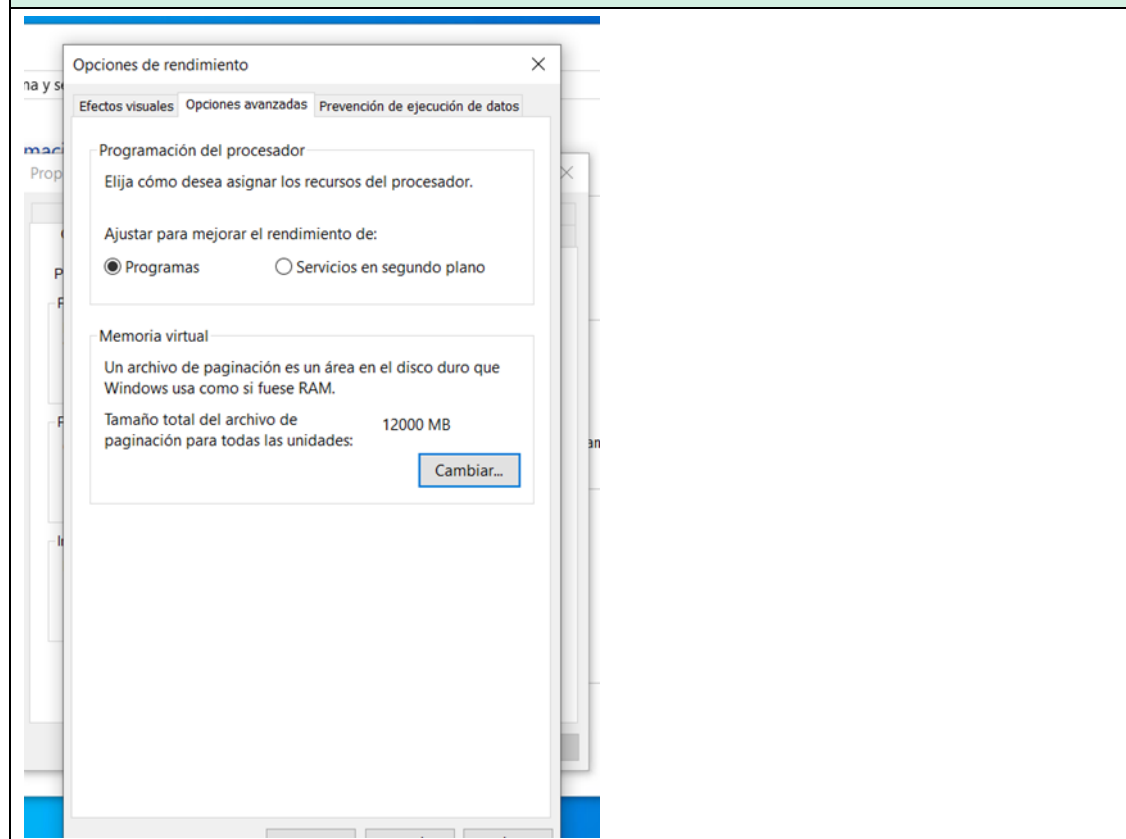 Opciones de rendimiento
Efectos visuales Opciones avanzadas Prevención de ejecución de datos
Programación del procesador
Prop
Elija cómo desea asignar los recursos del procesador.
Ajustar para mejorar el rendimiento de:
Programas Servicios en segundo plano
Memoria virtual
Un archivo de paginación es un área en el disco duro que
Windows usa como si fuese RAM.
Tamaño total del archivo de
paginación para todas las unidades:
12000 MB
Cambiar...